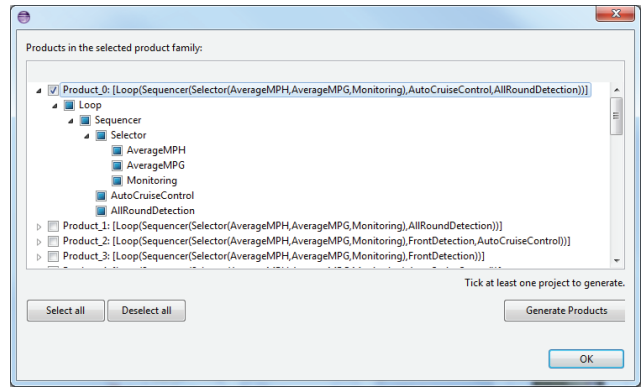 Products in the selected product family:
Product_0: [Loop(Sequencer(Selector(AverageMPH,AverageMPG,Monitoring),AutoCruiseControl,AllRoundDetection))]
Loop
Sequencer
Selector
AverageMPH
AverageMPG
Monitoring
AutoCruiseControl
AllRoundDetection
Product_1: [Loop(Sequencer(Selector(AverageMPH,AverageMPG,Monitoring),AllRoundDetection))]
Product_2: [Loop(Sequencer(Selector(AverageMPH,AverageMPG,Monitoring),FrontDetection,AutoCruiseControl))]
Product_3: [Loop(Sequencer(Selector(AverageMPH,AverageMPG,Monitoring),FrontDetection))]
Tick at least one project to generate.
Select all
Deselect all
Generate Products
OK